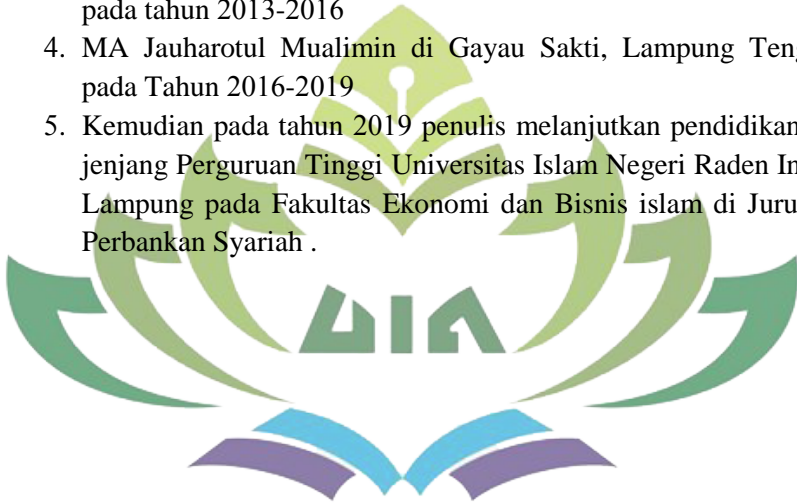 pada tahun 2013-2016
4. MA Jauharotul Mualimin di Gayau Sakti, Lampung Teng
pada Tahun 2016-2019
5. Kemudian pada tahun 2019 penulis melanjutkan pendidikan
jenjang Perguruan Tinggi Universitas Islam Negeri Raden In
Lampung pada Fakultas Ekonomi dan Bisnis islam di Juru
Perbankan Syariah .
UIN